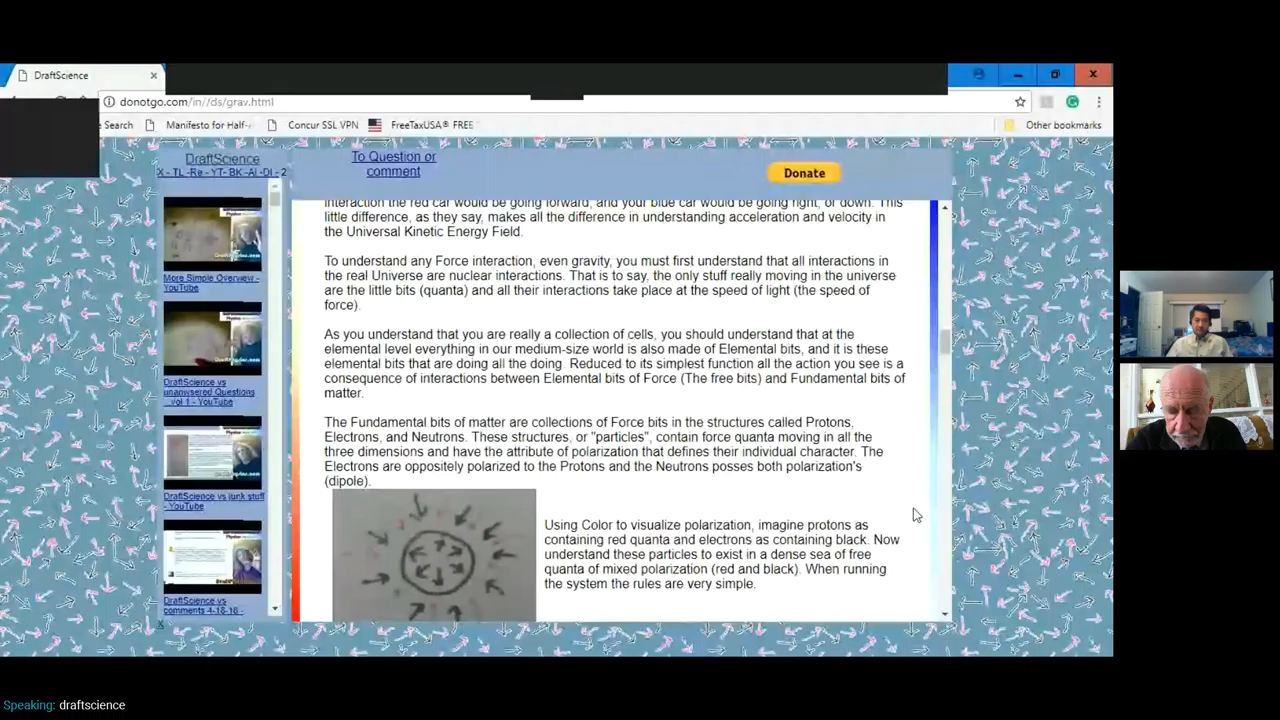 DraftScience
donotgo.com/in//ds/grav.html
Search
Manifesto for Half-
Concur SSL VPN
FreeTaxUSA® FREE
Other bookmarks
DraftScience
X - TL -Re - YT- BK -AI -DI - 2
To Question or
comment
Donate
More Simple Overview -
YouTube
DraftScience vs
unanwsered Questions
vol 1 - YouTube
DraftScience vs junk stuff
- YouTube
DraftScience vs
comments 4-18-18 -
X
interaction the red car would be going forward, and your blue car would be going right, or down. This
little difference, as they say, makes all the difference in understanding acceleration and velocity in
the Universal Kinetic Energy Field.
To understand any Force interaction, even gravity, you must first understand that all interactions in
the real Universe are nuclear interactions. That is to say, the only stuff really moving in the universe
are the little bits (quanta) and all their interactions take place at the speed of light (the speed of
force).
As you understand that you are really a collection of cells, you should understand that at the
elemental level everything in our medium-size world is also made of Elemental bits, and it is these
elemental bits that are doing all the doing. Reduced to its simplest function all the action you see is a
consequence of interactions between Elemental bits of Force (The free bits) and Fundamental bits of
matter.
The Fundamental bits of matter are collections of Force bits in the structures called Protons,
Electrons, and Neutrons. These structures, or "particles", contain force quanta moving in all the
three dimensions and have the attribute of polarization that defines their individual character. The
Electrons are oppositely polarized to the Protons and the Neutrons posses both polarization's
(dipole).
Using Color to visualize polarization, imagine protons as
containing red quanta and electrons as containing black. Now
understand these particles to exist in a dense sea of free
quanta of mixed polarization (red and black). When running
the system the rules are very simple.
Speaking: draftscience